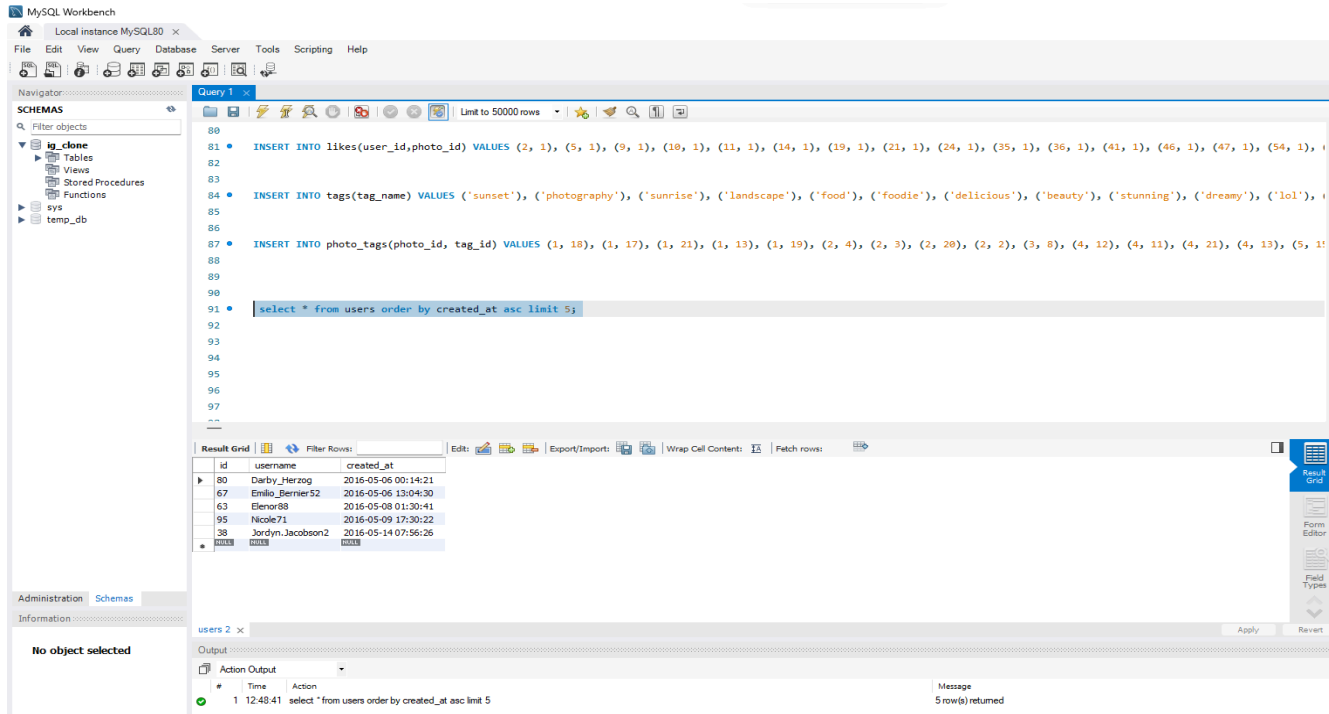 MySQL Workbench
Local instance MySQL80
File Edit View Query Database Server Tools Scripting Help
Navigator
Query 1
SCHEMAS
Limit to 50000 rows
Filter objects
80
ig_clone
81 INSERT INTO likes(user_id,photo_id) VALUES (2, 1), (5, 1), (9, 1), (10, 1), (11, 1), (14, 1), (19, 1), (21, 1), (24, 1), (35, 1), (36, 1), (41, 1), (46, 1), (47, 1), (54, 1),
Tables
82
Views
83
Stored Procedures
Functions
84 INSERT INTO tags(tag_name) VALUES ('sunset'), ('photography'), ('sunrise'), ('landscape'), ('food'), ('foodie'), ('delicious'), ('beauty'), ('stunning'), ('dreamy'), ('lol'),
sys
85
temp_db
86
87 INSERT INTO photo_tags(photo_id, tag_id) VALUES (1, 18), (1, 17), (1, 21), (1, 13), (1, 19), (2, 4), (2, 3), (2, 20), (2, 2), (3, 8), (4, 12), (4, 11), (4, 21), (4, 13), (5, 15
88
89
90
91 select * from users order by created_at asc limit 5;
92
93
94
95
96
97
Result Grid Filter Rows: Edit: Export/Import: Wrap Cell Content: Fetch rows:
id username created_at
80 Darby_Herzog 2016-05-06 00:14:21
67 Emilio_Bernier52 2016-05-06 13:04:30
63 Elenor88 2016-05-08 01:30:41
95 Nicole71 2016-05-09 17:30:22
38 Jordyn.Jacobson2 2016-05-14 07:56:26
NULL NULL NULL
Result
Grid
Form
Editor
Field
Types
Administration Schemas
Information
users 2 Apply Revert
No object selected
Output
Action Output
# Time Action Message
1 12:48:41 select * from users order by created_at asc limit 5 5 row(s) returned